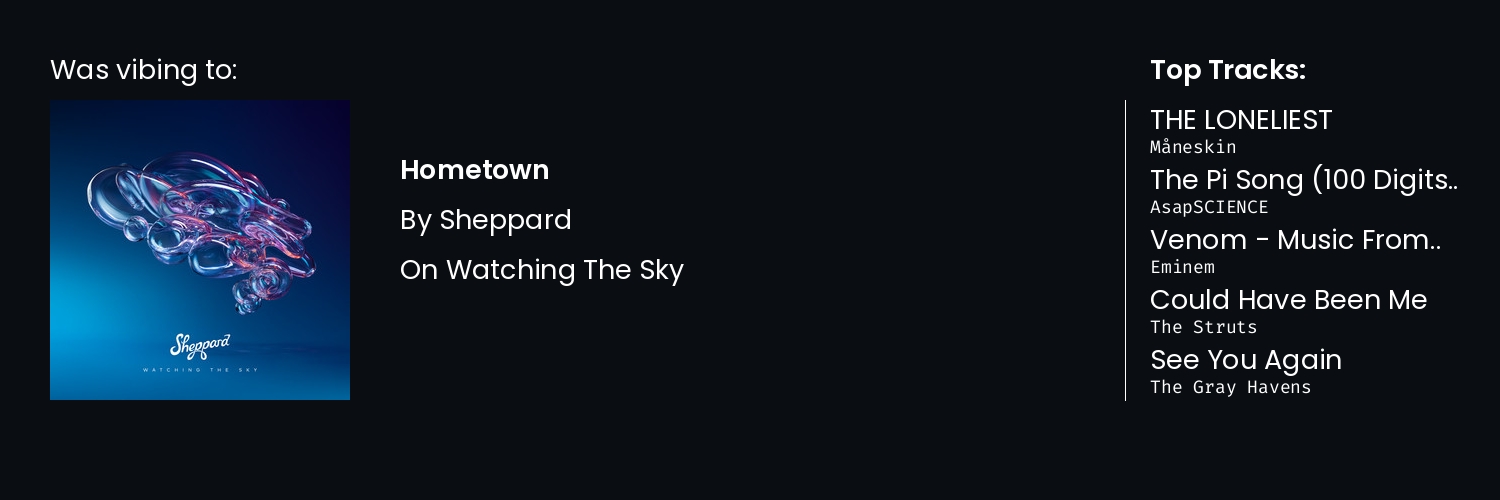 Was vibing to:
Sheppard
WATCHING THE SKY
Hometown
By Sheppard
On Watching The Sky
Top Tracks:
THE LONELIEST
Måneskin
The Pi Song (100 Digits..
AsapSCIENCE
Venom - Music From..
Eminem
Could Have Been Me
The Struts
See You Again
The Gray Havens